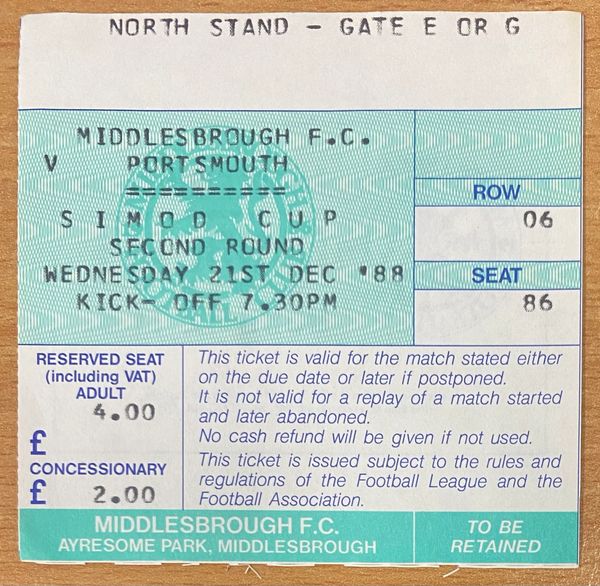 NORTH STAND - GATE E OR G
MIDDLESBROUGH F.C.
V PORTSMOUTH
==========
SIMOD CUP
SECOND ROUND
WEDNESDAY 21ST DEC '88
KICK- OFF 7.30PM
ROW
06
SEAT
86
RESERVED SEAT
(including VAT)
ADULT
4.00
£
CONCESSIONARY
£ 2.00
This ticket is valid for the match stated either
on the due date or later if postponed.
It is not valid for a replay of a match started
and later abandoned.
No cash refund will be given if not used.
This ticket is issued subject to the rules and
regulations of the Football League and the
Football Association.
MIDDLESBROUGH F.C.
AYRESOME PARK, MIDDLESBROUGH
TO BE
RETAINED